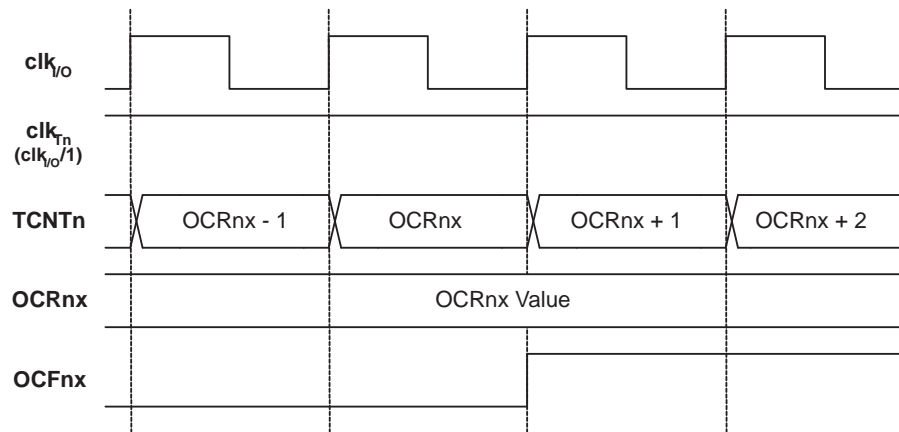 clkI/O
clkTn
(clkI/O/1)
TCNTn
OCRnx - 1
OCRnx
OCRnx + 1
OCRnx + 2
OCRnx
OCRnx Value
OCFnx